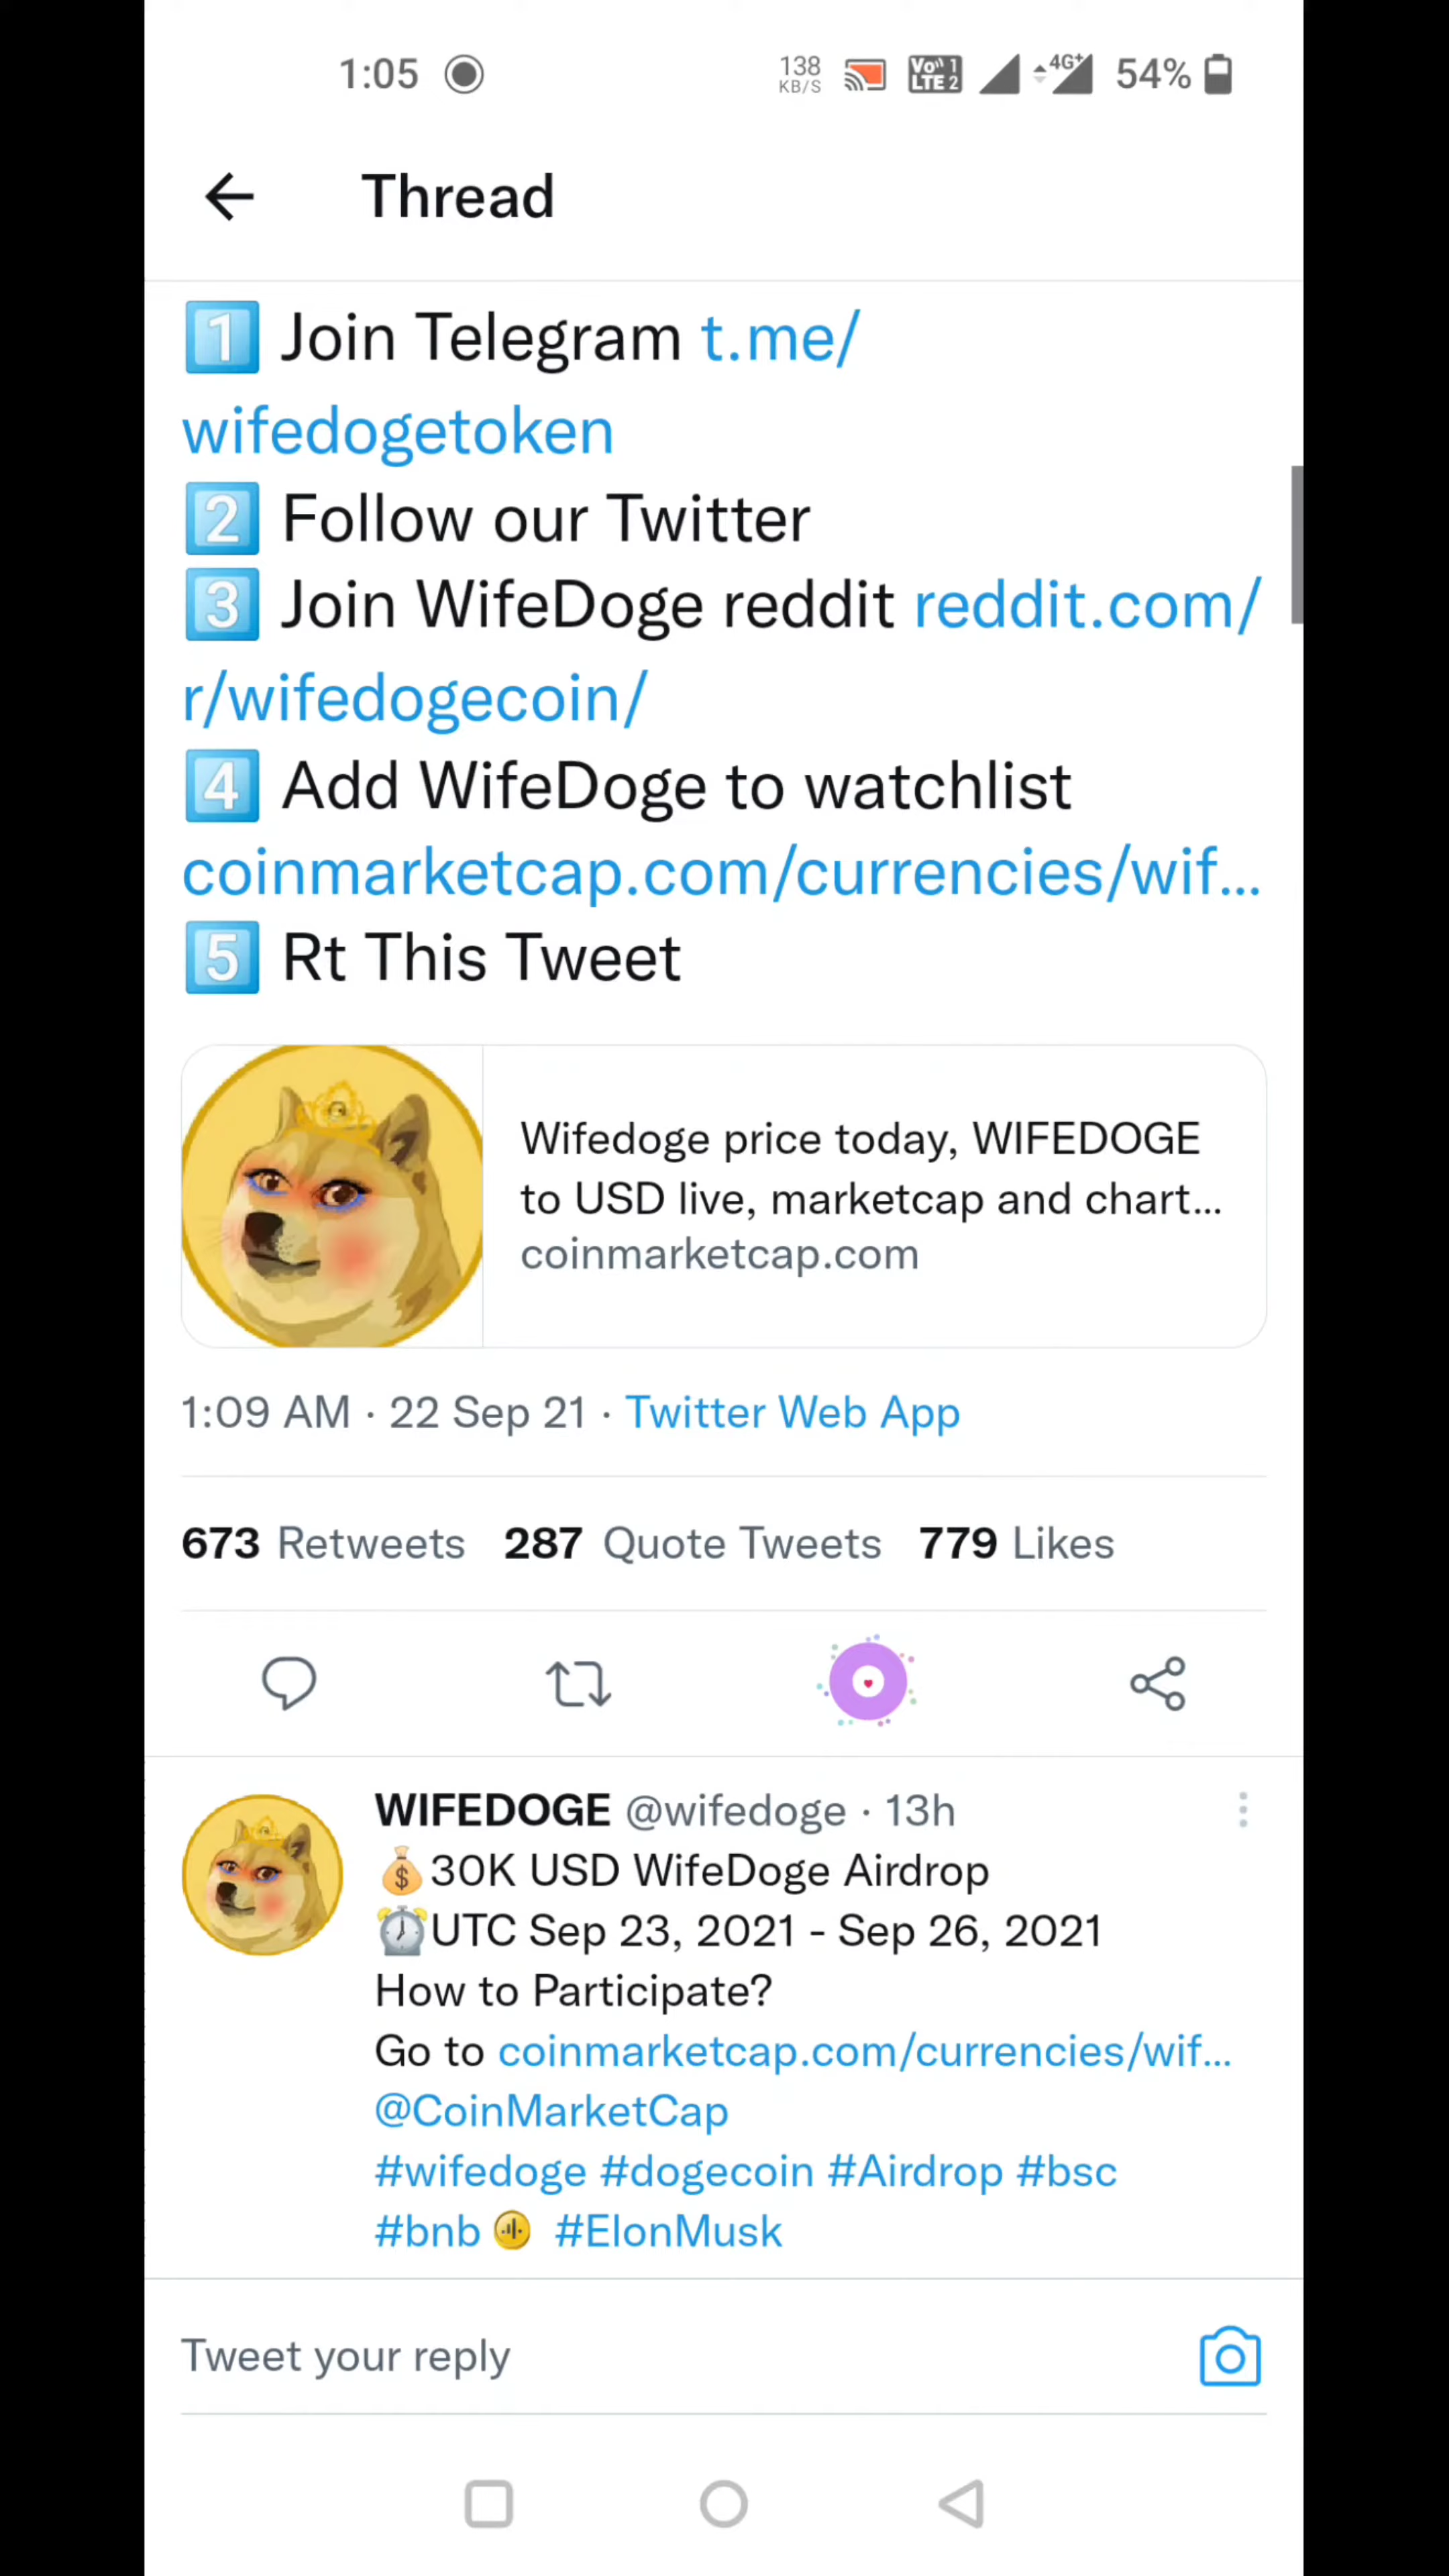 1:05 138 KB/S Vo)) 1 LTE 2 4G+ 54%
Thread
1 Join Telegram t.me/
wifedogetoken
2 Follow our Twitter
3 Join WifeDoge reddit reddit.com/
r/wifedogecoin/
4 Add WifeDoge to watchlist
coinmarketcap.com/currencies/wif...
5 Rt This Tweet
Wifedoge price today, WIFEDOGE
to USD live, marketcap and chart...
coinmarketcap.com
1:09 AM · 22 Sep 21 · Twitter Web App
673 Retweets 287 Quote Tweets 779 Likes
WIFEDOGE @wifedoge · 13h
💰30K USD WifeDoge Airdrop
⏰UTC Sep 23, 2021 - Sep 26, 2021
How to Participate?
Go to coinmarketcap.com/currencies/wif...
@CoinMarketCap
#wifedoge #dogecoin #Airdrop #bsc
#bnb #ElonMusk
Tweet your reply